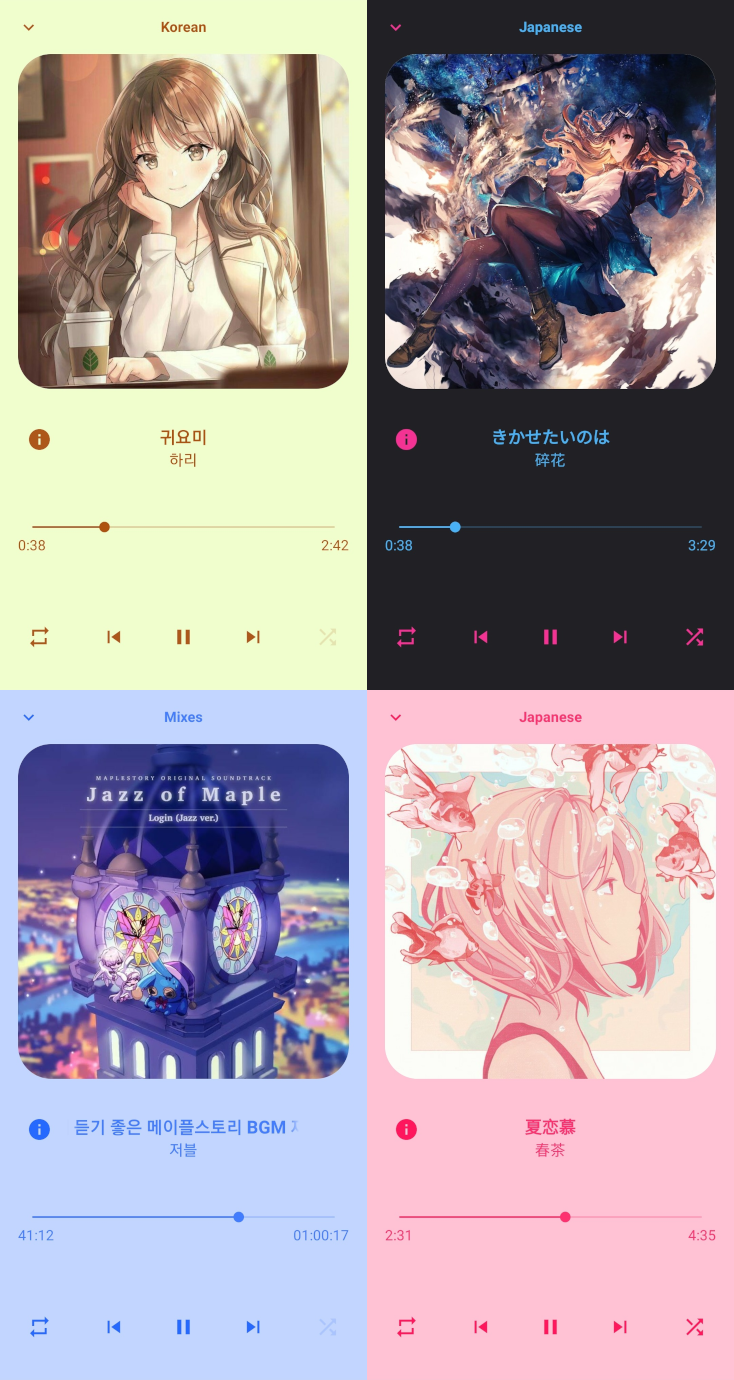 Korean
귀요미
하리
0:38
2:42
Japanese
きかせたいのは
碎花
0:38
3:29
Mixes
MAPLESTORY ORIGINAL SOUNDTRACK
Jazz of Maple
Login (Jazz ver.)
듣기 좋은 메이플스토리 BGM
저블
41:12
01:00:17
Japanese
夏恋慕
春茶
2:31
4:35